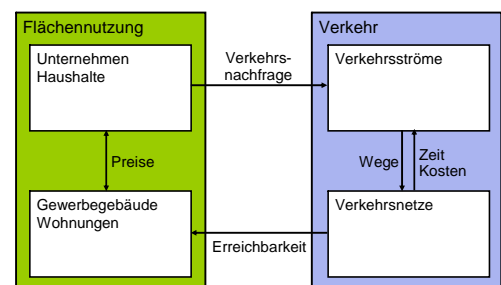 Flächennutzung
Unternehmen
Haushalte
Preise
Gewerbegebäude
Wohnungen
Verkehrs-
nachfrage
Erreichbarkeit
Verkehr
Verkehrsströme
Wege
Zeit
Kosten
Verkehrsnetze